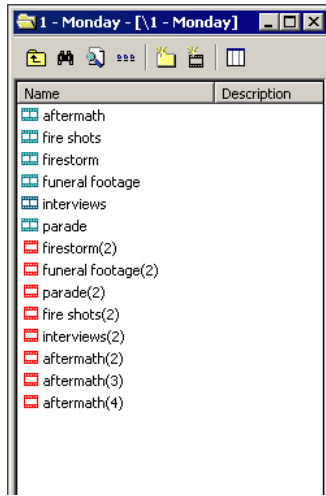 1 - Monday - [\1 - Monday]
Name Description
aftermath
fire shots
firestorm
funeral footage
interviews
parade
firestorm(2)
funeral footage(2)
parade(2)
fire shots(2)
interviews(2)
aftermath(2)
aftermath(3)
aftermath(4)